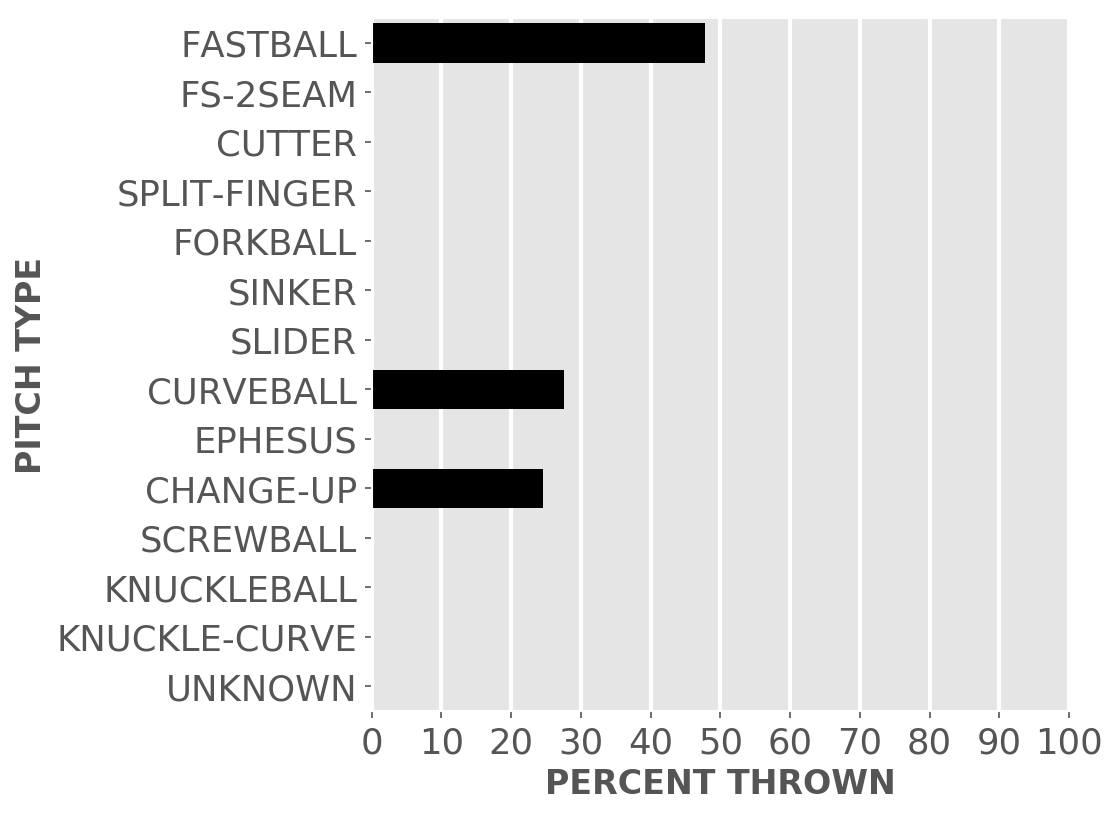 FASTBALL
FS-2SEAM
CUTTER
SPLIT-FINGER
FORKBALL
SINKER
SLIDER
CURVEBALL
EPHESUS
CHANGE-UP
SCREWBALL
KNUCKLEBALL
KNUCKLE-CURVE
UNKNOWN
PITCH TYPE
0 10 20 30 40 50 60 70 80 90 100
PERCENT THROWN